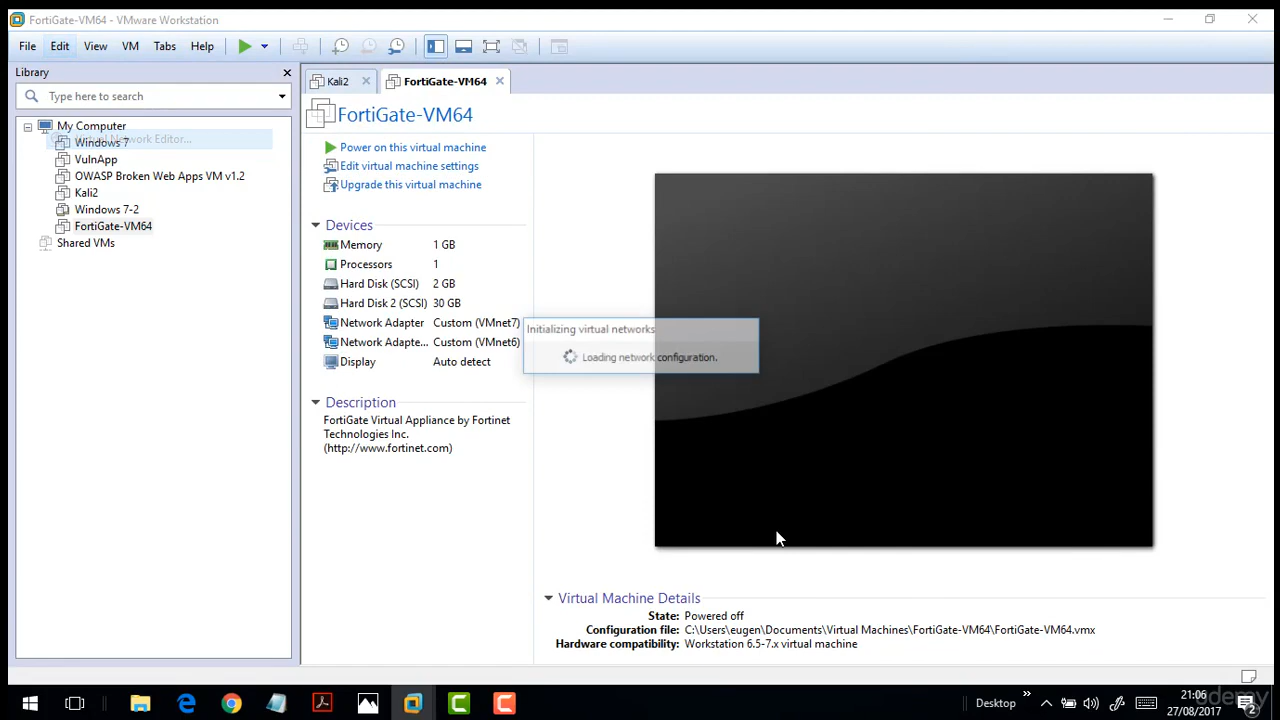 FortiGate-VM64 - VMware Workstation
File Edit View VM Tabs Help
Library
Type here to search
Kali2
FortiGate-VM64
My Computer
Virtual Network Editor...
Windows 7
VulnApp
OWASP Broken Web Apps VM v1.2
Kali2
Windows 7-2
FortiGate-VM64
Shared VMs
FortiGate-VM64
Power on this virtual machine
Edit virtual machine settings
Upgrade this virtual machine
Devices
Memory 1 GB
Processors 1
Hard Disk (SCSI) 2 GB
Hard Disk 2 (SCSI) 30 GB
Network Adapter Custom (VMnet7)
Network Adapte... Custom (VMnet6)
Display Auto detect
Description
FortiGate Virtual Appliance by Fortinet
Technologies Inc.
(http://www.fortinet.com)
Initializing virtual networks
Loading network configuration.
Virtual Machine Details
State: Powered off
Configuration file: C:\Users\eugen\Documents\Virtual Machines\FortiGate-VM64\FortiGate-VM64.vmx
Hardware compatibility: Workstation 6.5-7.x virtual machine
Desktop
21:06
27/08/2017
2
udemy